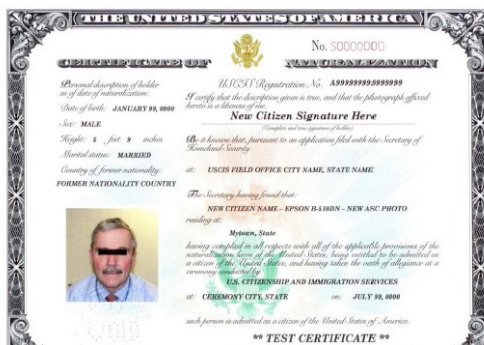 THE UNITED STATES OF AMERICA
No. S0000000
CERTIFICATE OF NATURALIZATION
Personal description of holder
as of date of naturalization:
Date of birth: JANUARY 99, 0000
Sex: MALE
Height: 5 feet 9 inches
Marital status: MARRIED
Country of former nationality:
FORMER NATIONALITY COUNTRY
USCIS Registration No. A999999999999999
I certify that the description given is true, and that the photograph affixed
hereto is a likeness of me.
New Citizen Signature Here
(Complete and true signature of holder)
Be it known that, pursuant to an application filed with the Secretary of
Homeland Security
at: USCIS FIELD OFFICE CITY NAME, STATE NAME
The Secretary having found that:
NEW CITIZEN NAME – EPSON B-510DN – NEW ASC PHOTO
residing at:
Mytown, State
having complied in all respects with all of the applicable provisions of the
naturalization laws of the United States, being entitled to be admitted as
a citizen of the United States, and having taken the oath of allegiance at a
ceremony conducted by
U.S. CITIZENSHIP AND IMMIGRATION SERVICES
at: CEREMONY CITY, STATE on: JULY 99, 0000
such person is admitted as a citizen of the United States of America.
** TEST CERTIFICATE **